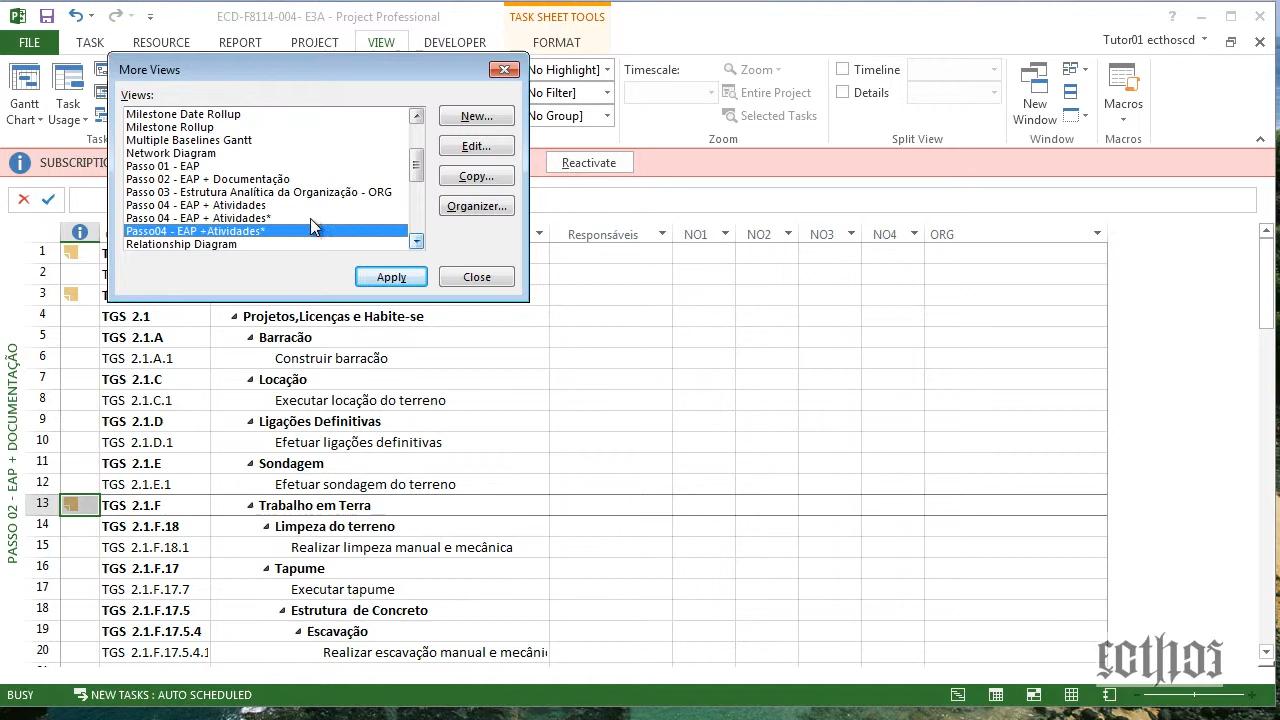 ECD-F8114-004- E3A - Project Professional
TASK SHEET TOOLS
FILE TASK RESOURCE REPORT PROJECT VIEW DEVELOPER FORMAT
Tutor01 ecthoscd
More Views
Views:
Milestone Date Rollup
Milestone Rollup
Multiple Baselines Gantt
Network Diagram
Passo 01 - EAP
Passo 02 - EAP + Documentação
Passo 03 - Estrutura Analítica da Organização - ORG
Passo 04 - EAP + Atividades
Passo 04 - EAP + Atividades*
Passo04 - EAP +Atividades*
Relationship Diagram
New...
Edit...
Copy...
Organizer...
Apply
Close
Gantt Chart
Task Usage
No Highlight]
No Filter]
No Group]
Timescale:
Zoom
Entire Project
Selected Tasks
Zoom
Timeline
Details
Split View
New Window
Window
Macros
Macros
SUBSCRIPTIO
Reactivate
Responsáveis NO1 NO2 NO3 NO4 ORG
1
2
3
4 TGS 2.1 Projetos,Licenças e Habite-se
5 TGS 2.1.A Barracão
6 TGS 2.1.A.1 Construir barracão
7 TGS 2.1.C Locação
8 TGS 2.1.C.1 Executar locação do terreno
9 TGS 2.1.D Ligações Definitivas
10 TGS 2.1.D.1 Efetuar ligações definitivas
11 TGS 2.1.E Sondagem
12 TGS 2.1.E.1 Efetuar sondagem do terreno
13 TGS 2.1.F Trabalho em Terra
14 TGS 2.1.F.18 Limpeza do terreno
15 TGS 2.1.F.18.1 Realizar limpeza manual e mecânica
16 TGS 2.1.F.17 Tapume
17 TGS 2.1.F.17.7 Executar tapume
18 TGS 2.1.F.17.5 Estrutura de Concreto
19 TGS 2.1.F.17.5.4 Escavação
20 TGS 2.1.F.17.5.4.1 Realizar escavação manual e mecâni
PASSO 02 - EAP + DOCUMENTAÇÃO
ecthos
BUSY NEW TASKS : AUTO SCHEDULED